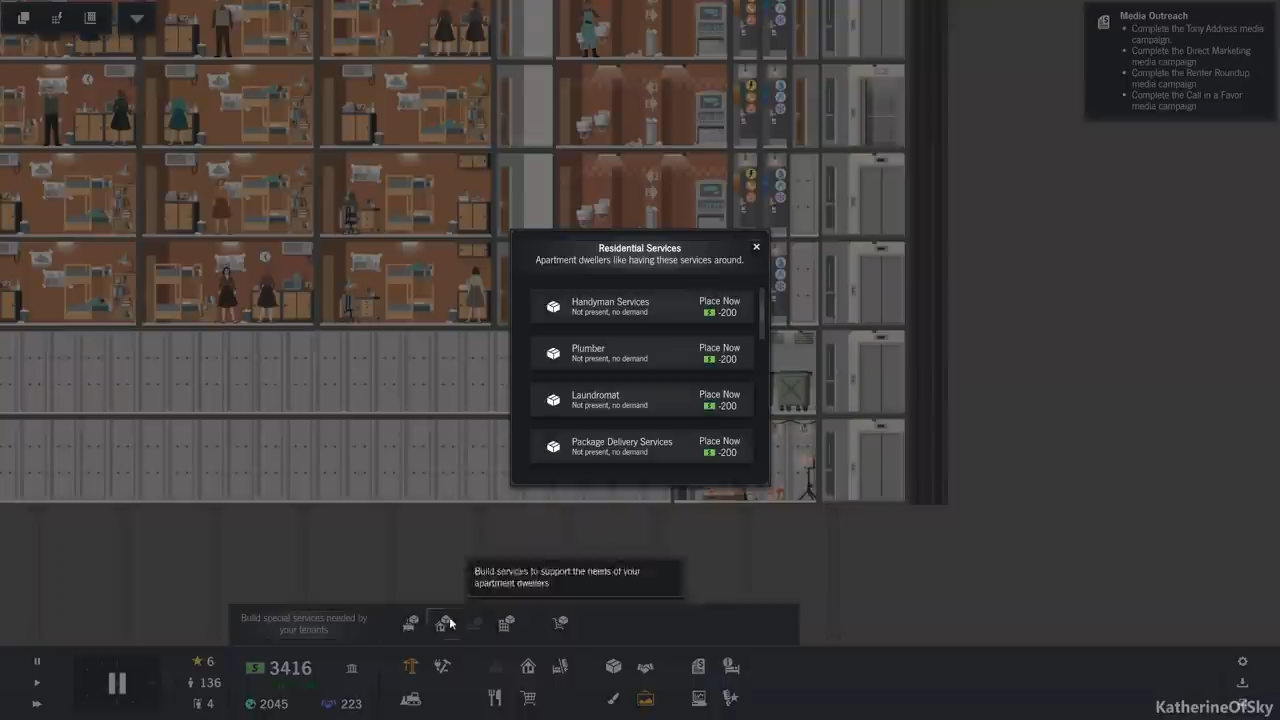 Media Outreach
Complete the Tony Address media
campaign.
Complete the Direct Marketing
media campaign
Complete the Renter Roundup
media campaign
Complete the Call in a Favor
media campaign
Residential Services
Apartment dwellers like having these services around.
Handyman Services
Not present, no demand
Place Now
-200
Plumber
Not present, no demand
Place Now
-200
Laundromat
Not present, no demand
Place Now
-200
Package Delivery Services
Not present, no demand
Place Now
-200
Build services to support the needs of your
apartment dwellers
Build special services needed by
your tenants
6
3416
136
4
2045
223
KatherineOfSky